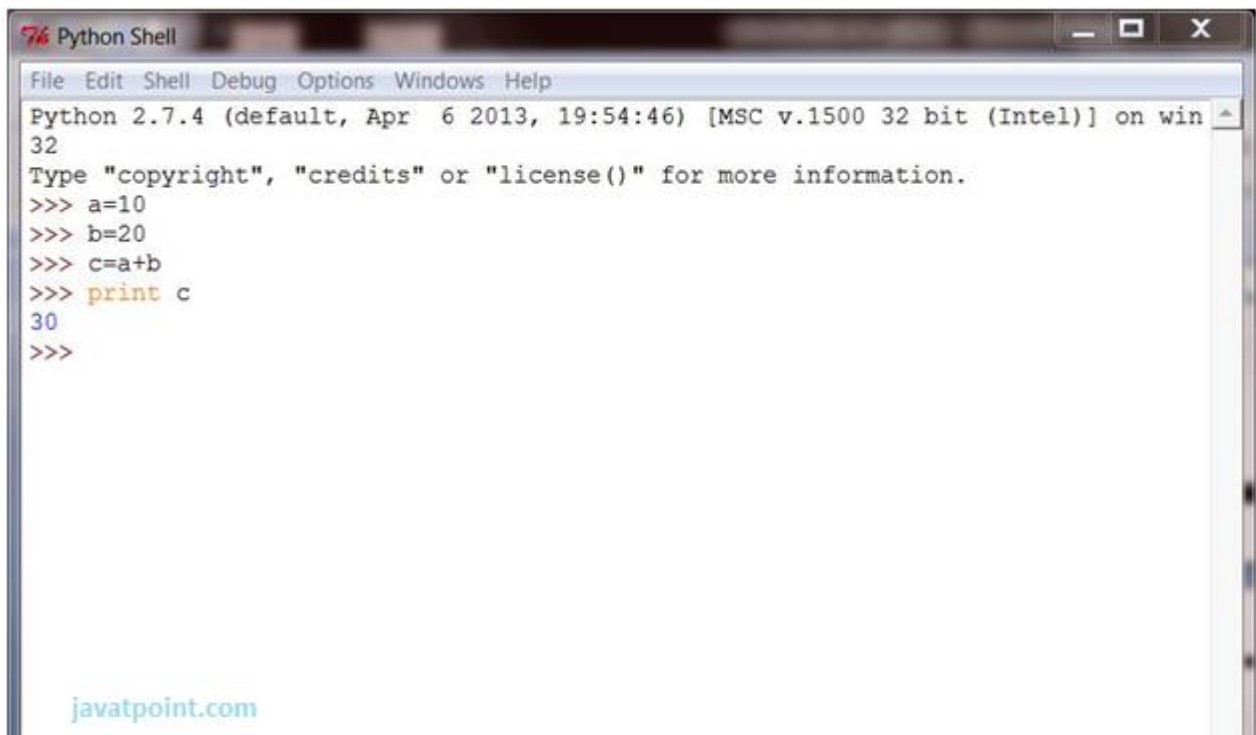 Python Shell
File Edit Shell Debug Options Windows Help
Python 2.7.4 (default, Apr  6 2013, 19:54:46) [MSC v.1500 32 bit (Intel)] on win
32
Type "copyright", "credits" or "license()" for more information.
>>> a=10
>>> b=20
>>> c=a+b
>>> print c
30
>>>
javatpoint.com